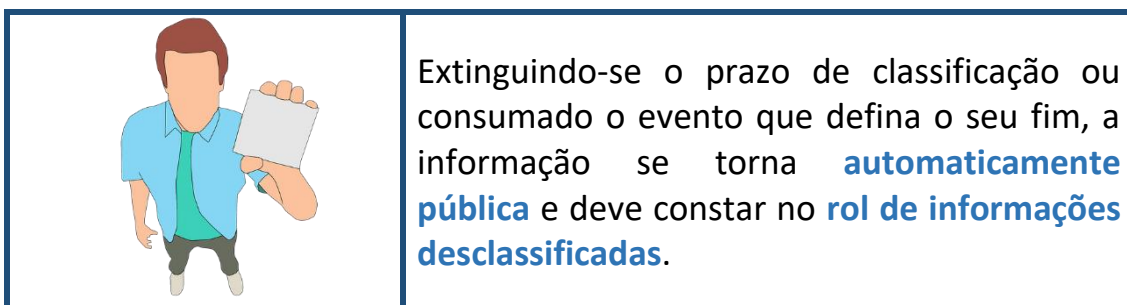 Extinguindo-se o prazo de classificação ou
consumado o evento que defina o seu fim, a
informação se torna automaticamente
pública e deve constar no rol de informações
desclassificadas.